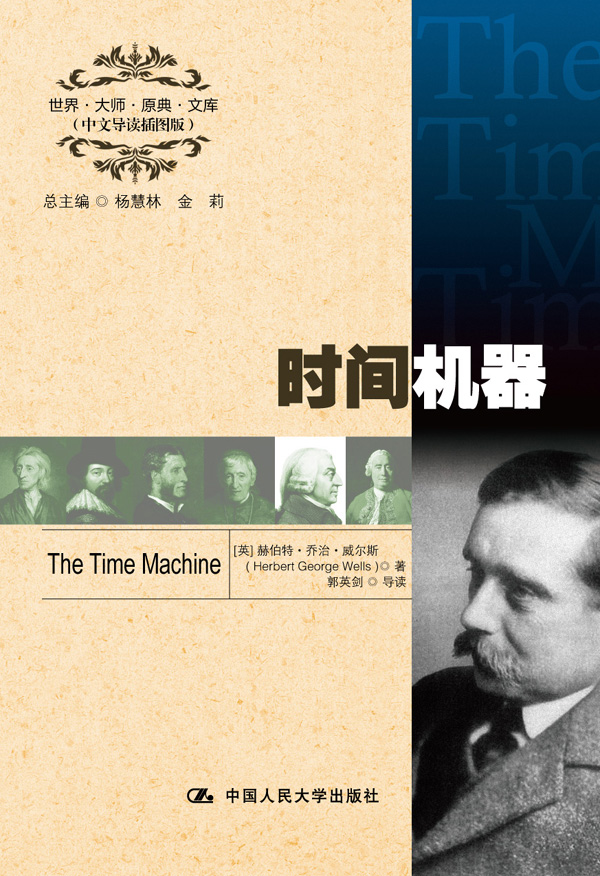 世界·大师·原典·文库
（中文导读插图版）
总主编 ◎ 杨慧林 金 莉
The
Tim
M
Tim
时间机器
The Time Machine
[英] 赫伯特·乔治·威尔斯
( Herbert George Wells )◎ 著
郭英剑 ◎ 导读
中国人民大学出版社